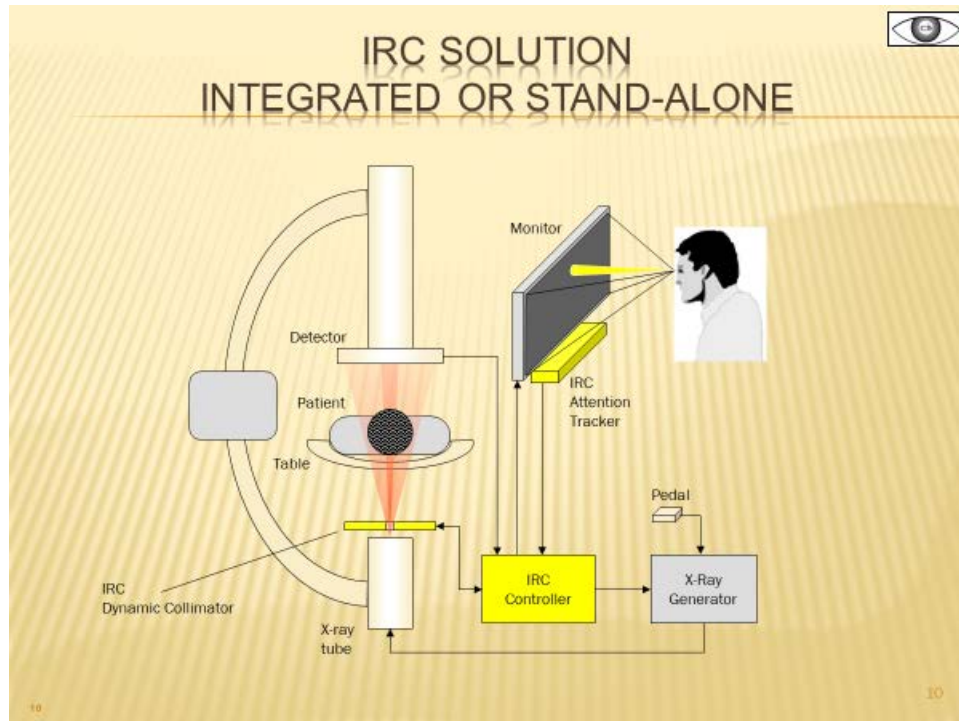 IRC SOLUTION
INTEGRATED OR STAND-ALONE
Monitor
Detector
IRC
Attention
Tracker
Patient
Table
Pedal
IRC
Dynamic Collimator
IRC
Controller
X-Ray
Generator
X-ray
tube
10
10